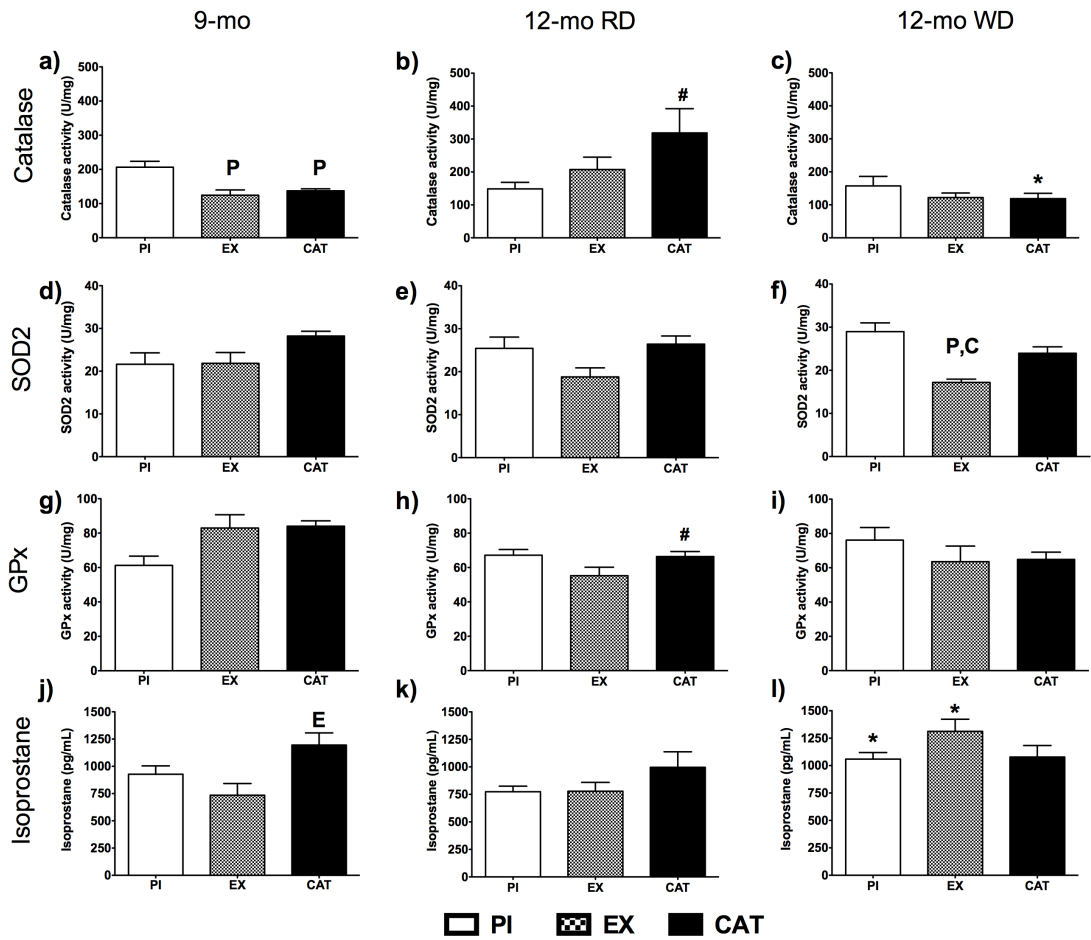 9-mo 12-mo RD 12-mo WD
Catalase
a)
Catalase activity (U/mg)
500
400
300
200
100
0
P P
PI EX CAT
b)
Catalase activity (U/mg)
500
400
300
200
100
0
#
PI EX CAT
c)
Catalase activity (U/mg)
500
400
300
200
100
0
*
PI EX CAT
SOD2
d)
SOD2 activity (U/mg)
40
30
20
10
0
PI EX CAT
e)
SOD2 activity (U/mg)
40
30
20
10
0
PI EX CAT
f)
SOD2 activity (U/mg)
40
30
20
10
0
P,C
PI EX CAT
GPx
g)
GPx activity (U/mg)
100
80
60
40
20
0
PI EX CAT
h)
GPx activity (U/mg)
100
80
60
40
20
0
#
PI EX CAT
i)
GPx activity (U/mg)
100
80
60
40
20
0
PI EX CAT
Isoprostane
j)
Isoprostane (pg/mL)
1500
1250
1000
750
500
250
0
E
PI EX CAT
k)
Isoprostane (pg/mL)
1500
1250
1000
750
500
250
0
PI EX CAT
l)
Isoprostane (pg/mL)
1500
1250
1000
750
500
250
0
* *
PI EX CAT
PI EX CAT